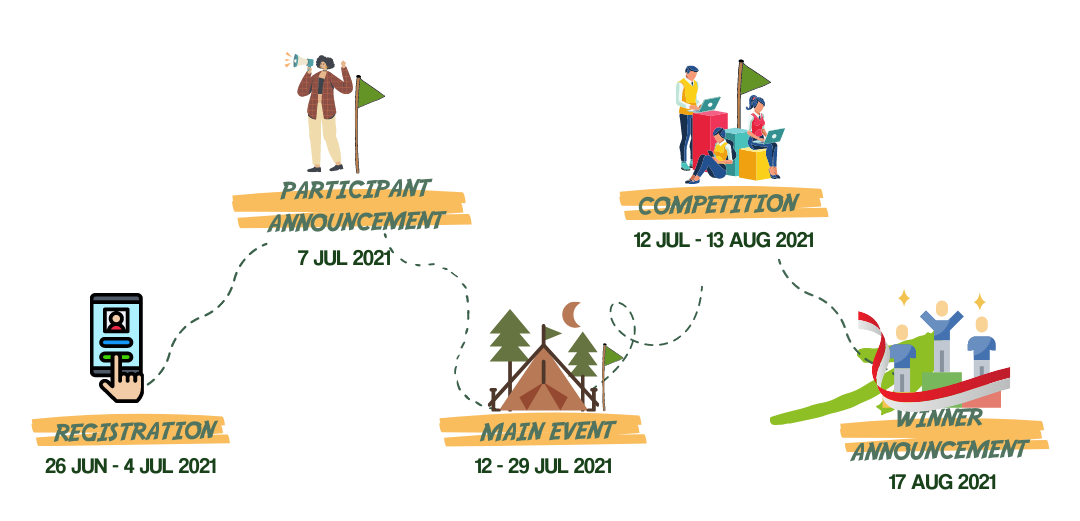 REGISTRATION
26 JUN - 4 JUL 2021
PARTICIPANT
ANNOUNCEMENT
7 JUL 2021
MAIN EVENT
12 - 29 JUL 2021
COMPETITION
12 JUL - 13 AUG 2021
WINNER
ANNOUNCEMENT
17 AUG 2021